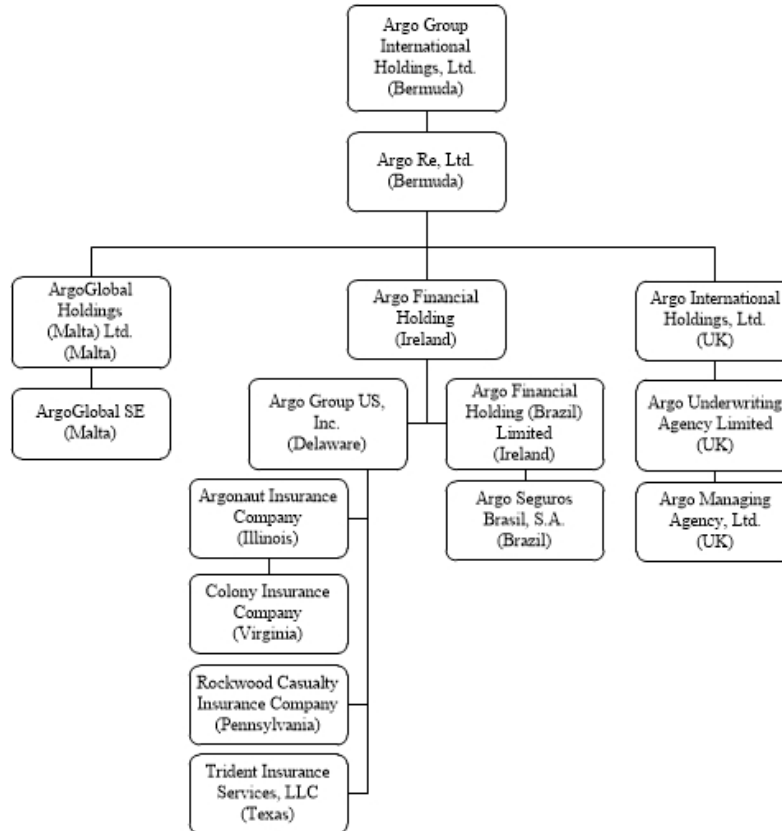 Argo Group
International
Holdings, Ltd.
(Bermuda)
Argo Re, Ltd.
(Bermuda)
ArgoGlobal
Holdings
(Malta) Ltd.
(Malta)
Argo Financial
Holding
(Ireland)
Argo International
Holdings, Ltd.
(UK)
ArgoGlobal SE
(Malta)
Argo Group US,
Inc.
(Delaware)
Argo Financial
Holding (Brazil)
Limited
(Ireland)
Argo Underwriting
Agency Limited
(UK)
Argonaut Insurance
Company
(Illinois)
Argo Seguros
Brasil, S.A.
(Brazil)
Argo Managing
Agency, Ltd.
(UK)
Colony Insurance
Company
(Virginia)
Rockwood Casualty
Insurance Company
(Pennsylvania)
Trident Insurance
Services, LLC
(Texas)